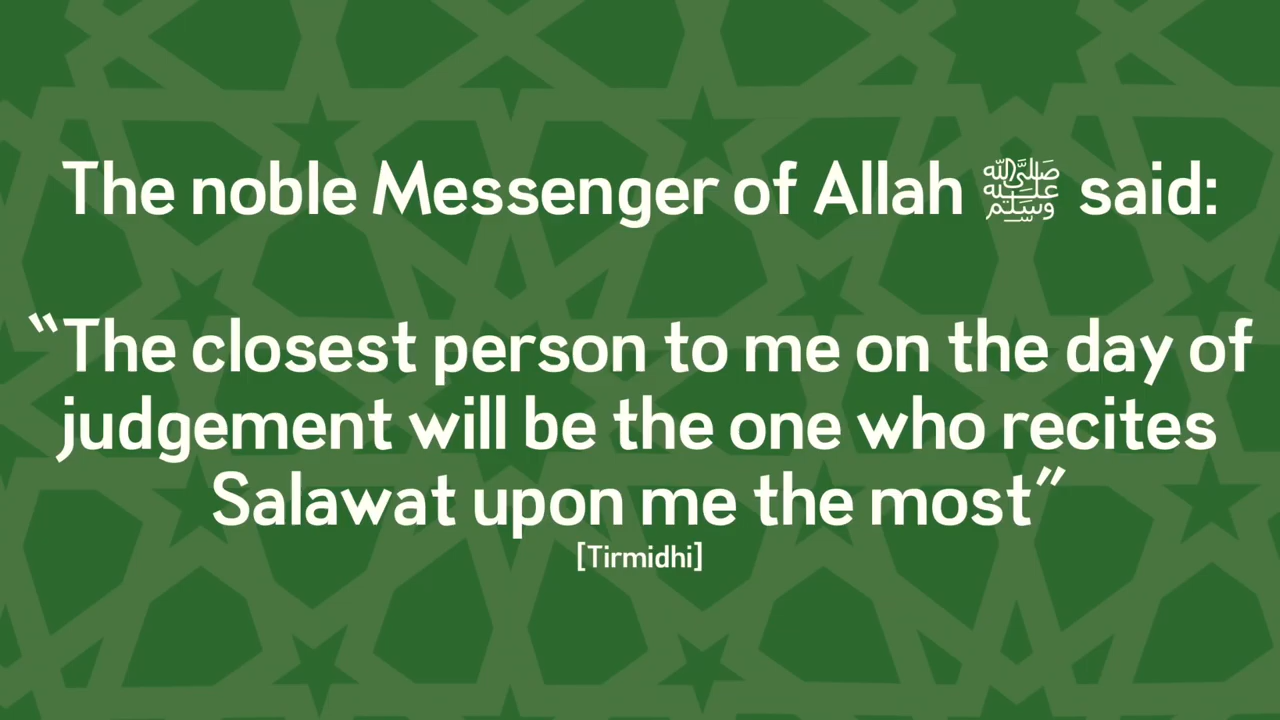 The noble Messenger of Allah ﷺ said:
“The closest person to me on the day of
judgement will be the one who recites
Salawat upon me the most”
[Tirmidhi]